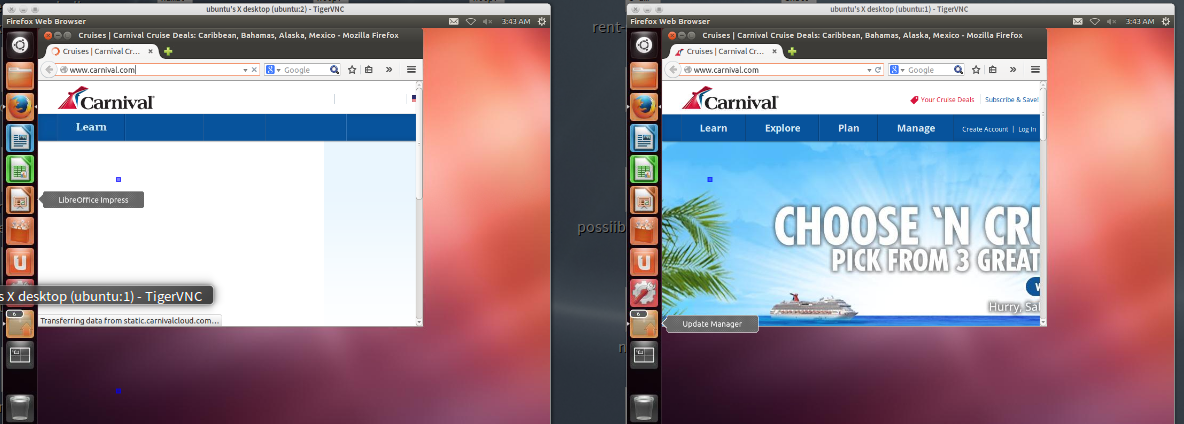 ubuntu's X desktop (ubuntu:2) - TigerVNC
Firefox Web Browser
3:43 AM
Cruises | Carnival Cruise Deals: Caribbean, Bahamas, Alaska, Mexico - Mozilla Firefox
Cruises | Carnival Cr...
www.carnival.com
Google
Carnival
Learn
LibreOffice Impress
's X desktop (ubuntu:1) - TigerVNC
6
Transferring data from static.carnivalcloud.com...
rent-
possiib
n
ubuntu's X desktop (ubuntu:1) - TigerVNC
Firefox Web Browser
3:43 AM
Cruises | Carnival Cruise Deals: Caribbean, Bahamas, Alaska, Mexico - Mozilla Firefox
Cruises | Carnival Cr...
www.carnival.com
Google
Carnival
Your Cruise Deals
Subscribe & Save!
Learn Explore Plan Manage Create Account | Log In
CHOOSE 'N CRU
PICK FROM 3 GREAT
Hurry, Sal
6
Update Manager